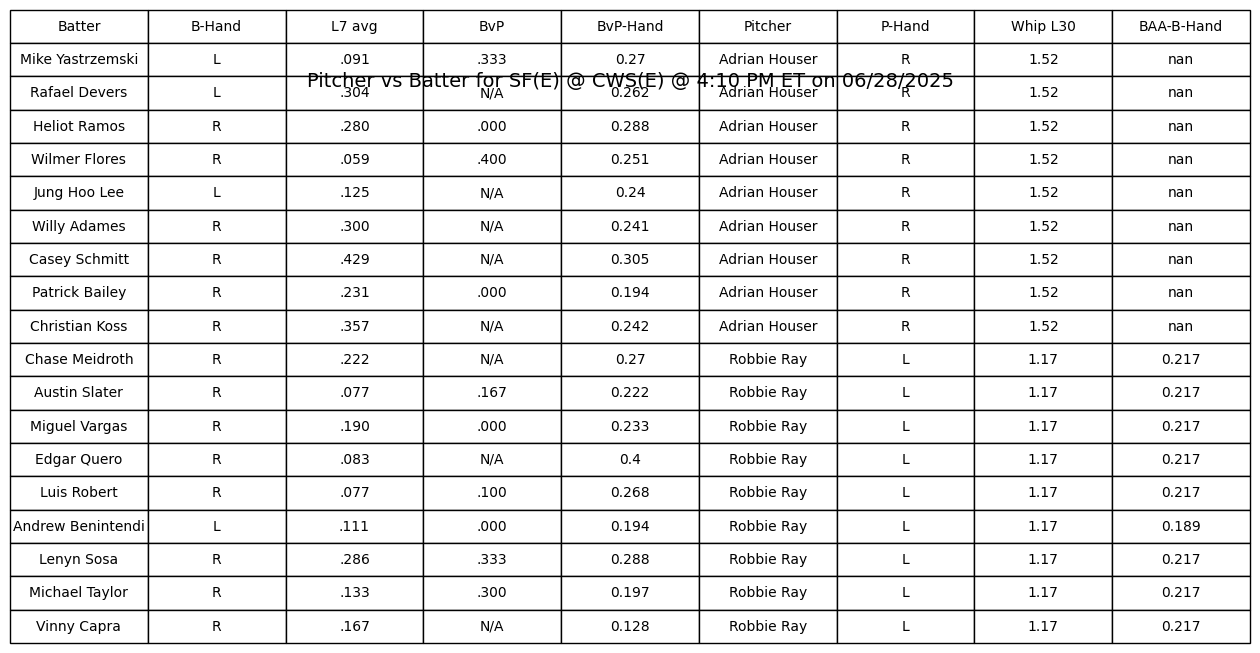 Batter B-Hand L7 avg BvP BvP-Hand Pitcher P-Hand Whip L30 BAA-B-Hand
Mike Yastrzemski L .091 .333 0.27 Adrian Houser R 1.52 nan
Pitcher vs Batter for SF(E) @ CWS(E) @ 4:10 PM ET on 06/28/2025
Rafael Devers L .304 N/A 0.262 Adrian Houser R 1.52 nan
Heliot Ramos R .280 .000 0.288 Adrian Houser R 1.52 nan
Wilmer Flores R .059 .400 0.251 Adrian Houser R 1.52 nan
Jung Hoo Lee L .125 N/A 0.24 Adrian Houser R 1.52 nan
Willy Adames R .300 N/A 0.241 Adrian Houser R 1.52 nan
Casey Schmitt R .429 N/A 0.305 Adrian Houser R 1.52 nan
Patrick Bailey R .231 .000 0.194 Adrian Houser R 1.52 nan
Christian Koss R .357 N/A 0.242 Adrian Houser R 1.52 nan
Chase Meidroth R .222 N/A 0.27 Robbie Ray L 1.17 0.217
Austin Slater R .077 .167 0.222 Robbie Ray L 1.17 0.217
Miguel Vargas R .190 .000 0.233 Robbie Ray L 1.17 0.217
Edgar Quero R .083 N/A 0.4 Robbie Ray L 1.17 0.217
Luis Robert R .077 .100 0.268 Robbie Ray L 1.17 0.217
Andrew Benintendi L .111 .000 0.194 Robbie Ray L 1.17 0.189
Lenyn Sosa R .286 .333 0.288 Robbie Ray L 1.17 0.217
Michael Taylor R .133 .300 0.197 Robbie Ray L 1.17 0.217
Vinny Capra R .167 N/A 0.128 Robbie Ray L 1.17 0.217